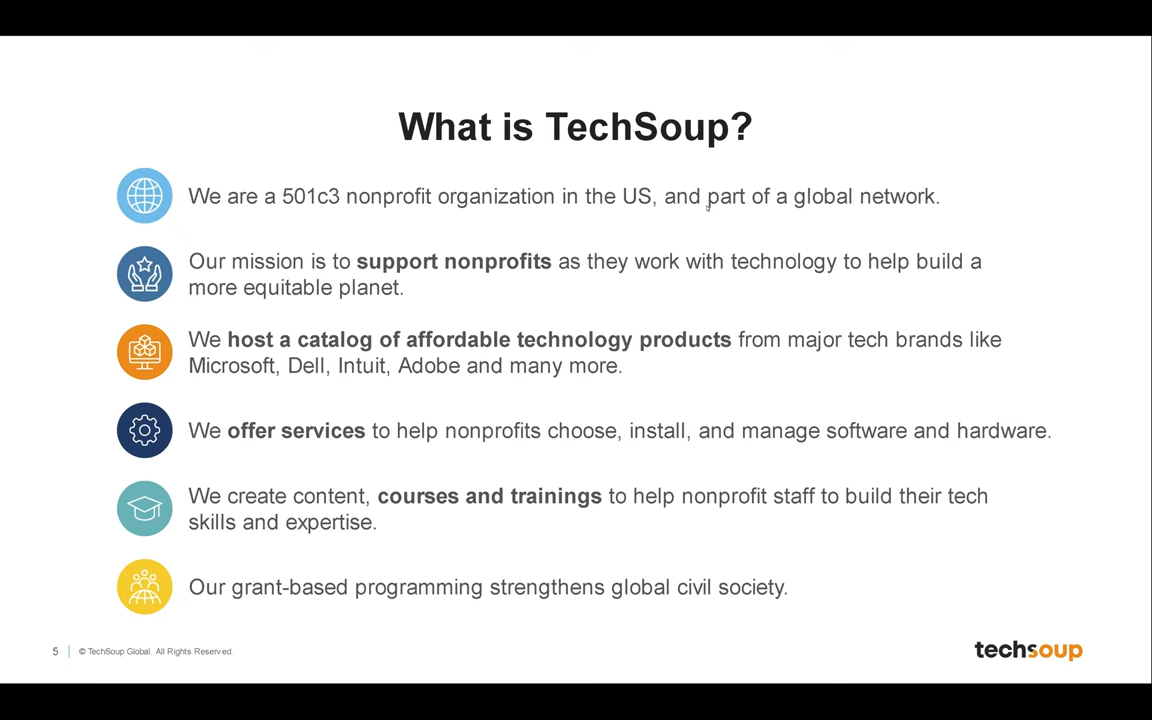 What is TechSoup?
We are a 501c3 nonprofit organization in the US, and part of a global network.
Our mission is to support nonprofits as they work with technology to help build a
more equitable planet.
We host a catalog of affordable technology products from major tech brands like
Microsoft, Dell, Intuit, Adobe and many more.
We offer services to help nonprofits choose, install, and manage software and hardware.
We create content, courses and trainings to help nonprofit staff to build their tech
skills and expertise.
Our grant-based programming strengthens global civil society.
5 | © TechSoup Global. All Rights Reserved.
techsoup